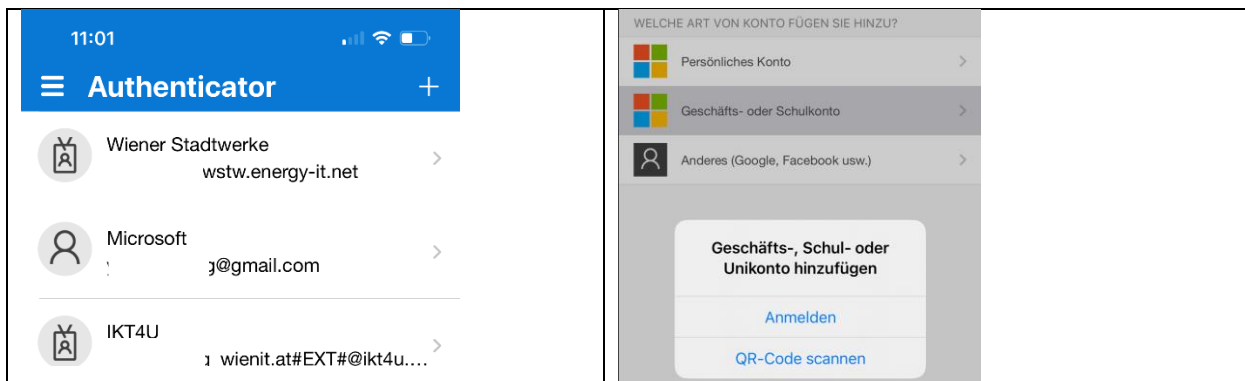 11:01
Authenticator
Wiener Stadtwerke
wstw.energy-it.net
Microsoft
g@gmail.com
IKT4U
wienit.at#EXT#@ikt4u....
WELCHE ART VON KONTO FÜGEN SIE HINZU?
Persönliches Konto
Geschäfts- oder Schulkonto
Anderes (Google, Facebook usw.)
Geschäfts-, Schul- oder
Unikonto hinzufügen
Anmelden
QR-Code scannen